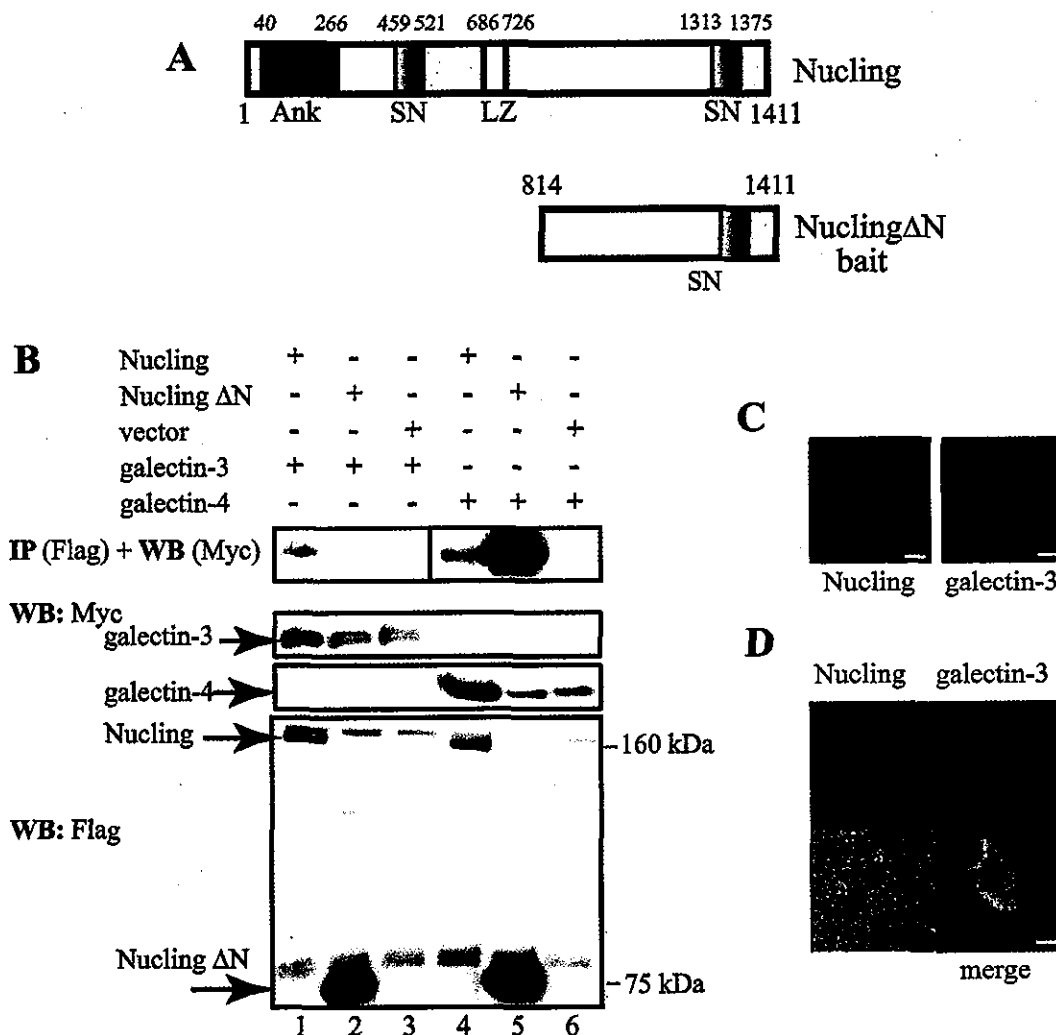 40 266 459 521 686 726 1313 1375
A
Nucling
1 Ank SN LZ SN 1411
814 1411
NuclingΔN
bait
SN
B
Nucling + - - + - -
Nucling ΔN - + - - + -
vector - - + - - +
galectin-3 + + + - - -
galectin-4 - - - + + +
IP (Flag) + WB (Myc)
WB: Myc
galectin-3
galectin-4
Nucling
-160 kDa
WB: Flag
Nucling ΔN
-75 kDa
1 2 3 4 5 6
C
Nucling galectin-3
D
Nucling galectin-3
merge